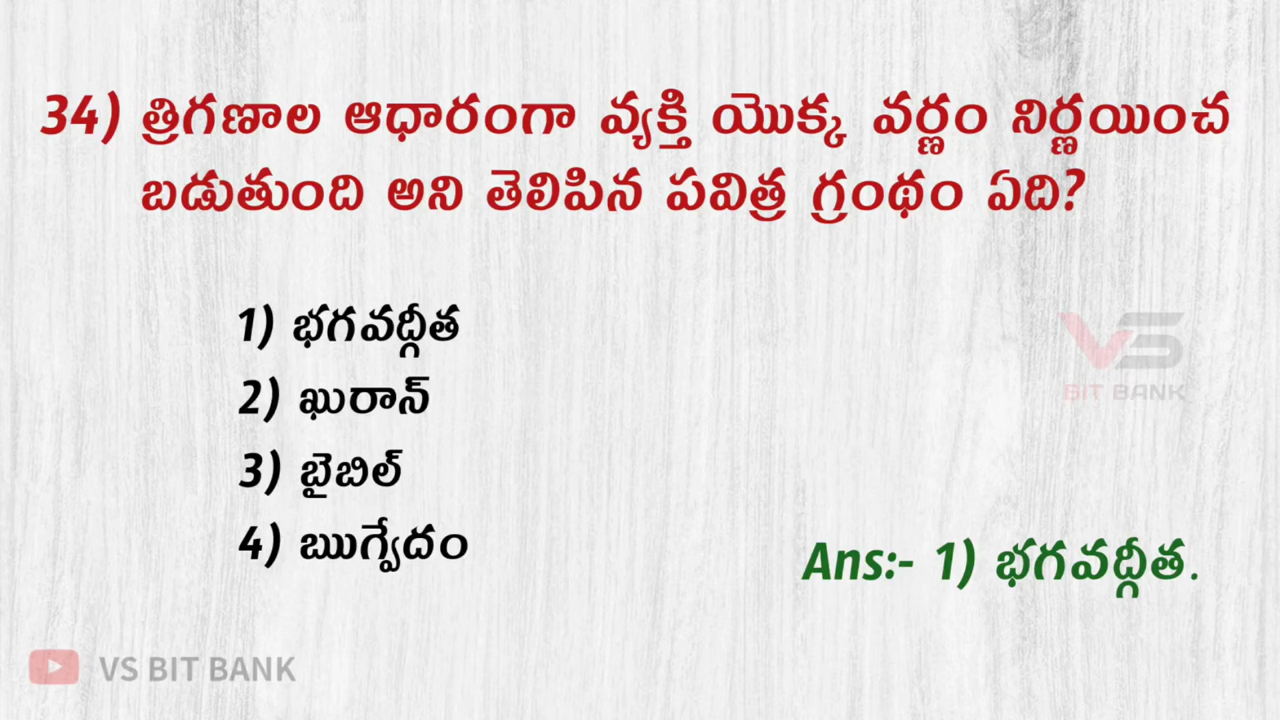 34) త్రిగణాల ఆధారంగా వ్యక్తి యొక్క వర్ణం నిర్ణయించ
బడుతుంది అని తెలిపిన పవిత్ర గ్రంథం ఏది?
1) భగవద్గీత
2) ఖురాన్
3) బైబిల్
4) ఋగ్వేదం
VS
BIT BANK
Ans:- 1) భగవద్గీత.
VS BIT BANK